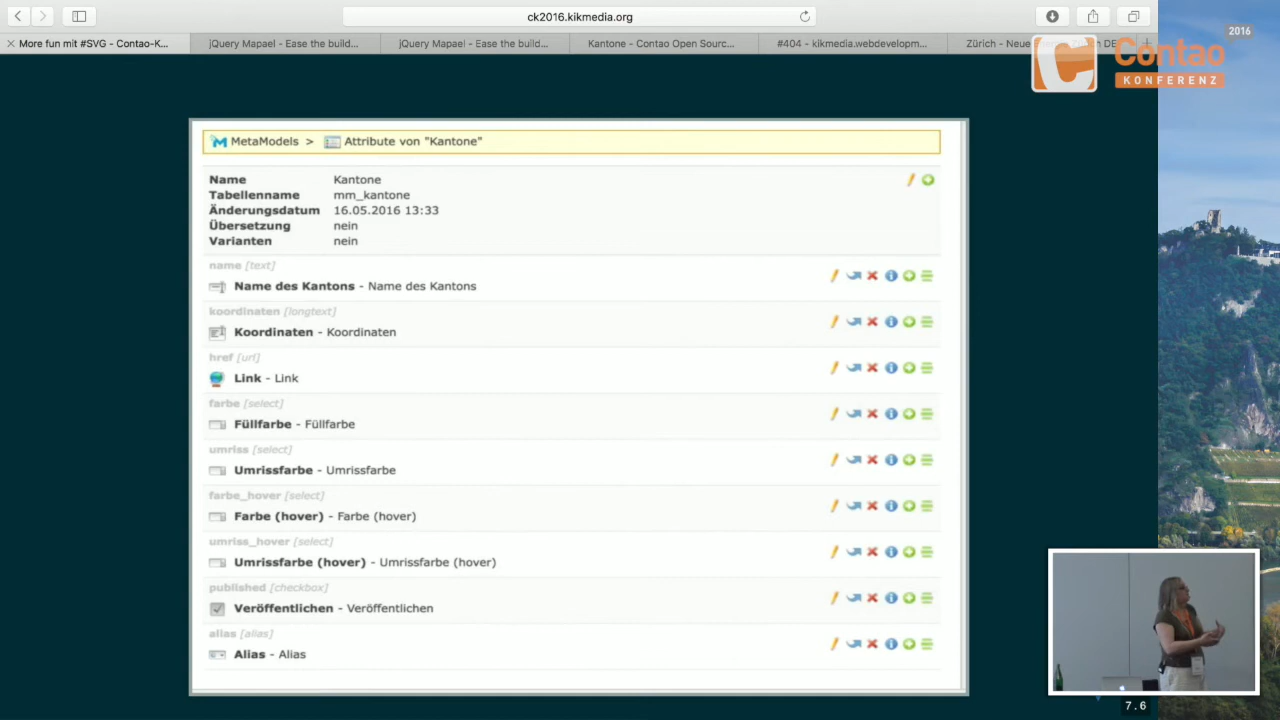 ck2016.kikmedia.org
More fun mit #SVG - Contao-K...
jQuery Mapael - Ease the build...
jQuery Mapael - Ease the build...
Kantone - Contao Open Sourc...
#404 - kikmedia.webdevelopm...
2016
Contao
KONFERENZ
MetaModels > Attribute von "Kantone"
Name Kantone
Tabellenname mm_kantone
Änderungsdatum 16.05.2016 13:33
Übersetzung nein
Varianten nein
name [text]
Name des Kantons - Name des Kantons
koordinaten [longtext]
Koordinaten - Koordinaten
href [url]
Link - Link
farbe [select]
Füllfarbe - Füllfarbe
umriss [select]
Umrissfarbe - Umrissfarbe
farbe_hover [select]
Farbe (hover) - Farbe (hover)
umriss_hover [select]
Umrissfarbe (hover) - Umrissfarbe (hover)
published [checkbox]
Veröffentlichen - Veröffentlichen
alias [alias]
Alias - Alias
7.6